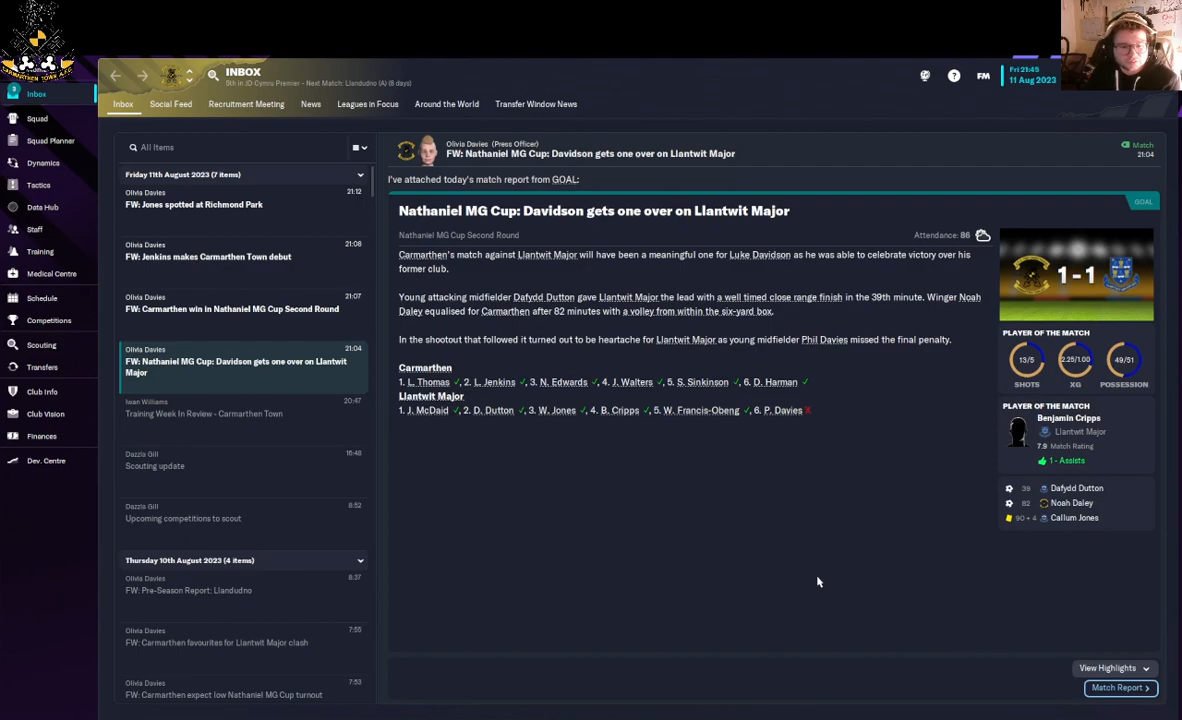 CARMARTHEN TOWN A.F.C.
INBOX
5th in JD Cymru Premier - Next Match: Llandudno (A) (8 days)
FM
Fri 21:45
11 Aug 2023
3
Inbox
Squad
Squad Planner
Dynamics
Tactics
Data Hub
Staff
Training
Medical Centre
Schedule
Competitions
Scouting
Transfers
Club Info
Club Vision
Finances
Dev. Centre
Inbox Social Feed Recruitment Meeting News Leagues in Focus Around the World Transfer Window News
All Items
Friday 11th August 2023 (7 items)
Olivia Davies 21:12
FW: Jones spotted at Richmond Park
Olivia Davies 21:08
FW: Jenkins makes Carmarthen Town debut
Olivia Davies 21:07
FW: Carmarthen win in Nathaniel MG Cup Second Round
Olivia Davies 21:04
FW: Nathaniel MG Cup: Davidson gets one over on Llantwit
Major
Iwan Williams 20:47
Training Week In Review - Carmarthen Town
Dazzla Gill 16:48
Scouting update
Dazzla Gill 8:52
Upcoming competitions to scout
Thursday 10th August 2023 (4 items)
Olivia Davies 8:37
FW: Pre-Season Report: Llandudno
Olivia Davies 7:55
FW: Carmarthen favourites for Llantwit Major clash
Olivia Davies 7:53
FW: Carmarthen expect low Nathaniel MG Cup turnout
Olivia Davies (Press Officer)
FW: Nathaniel MG Cup: Davidson gets one over on Llantwit Major
Match
21:04
I've attached today's match report from GOAL:
GOAL
Nathaniel MG Cup: Davidson gets one over on Llantwit Major
Nathaniel MG Cup Second Round
Attendance: 86
Carmarthen's match against Llantwit Major will have been a meaningful one for Luke Davidson as he was able to celebrate victory over his
former club.
Young attacking midfielder Dafydd Dutton gave Llantwit Major the lead with a well timed close range finish in the 39th minute. Winger Noah
Daley equalised for Carmarthen after 82 minutes with a volley from within the six-yard box.
In the shootout that followed it turned out to be heartache for Llantwit Major as young midfielder Phil Davies missed the final penalty.
Carmarthen
1. L. Thomas ✓, 2. L. Jenkins ✓, 3. N. Edwards ✓, 4. J. Walters ✓, 5. S. Sinkinson ✓, 6. D. Harman ✓
Llantwit Major
1. J. McDaid ✓, 2. D. Dutton ✓, 3. W. Jones ✓, 4. B. Cripps ✓, 5. W. Francis-Obeng ✓, 6. P. Davies ✗
1 - 1
PLAYER OF THE MATCH
13/5 2.25/1.00 49/51
SHOTS XG POSSESSION
PLAYER OF THE MATCH
Benjamin Cripps
Llantwit Major
7.9 Match Rating
1 - Assists
39 Dafydd Dutton
82 Noah Daley
90 + 4 Callum Jones
View Highlights
Match Report >